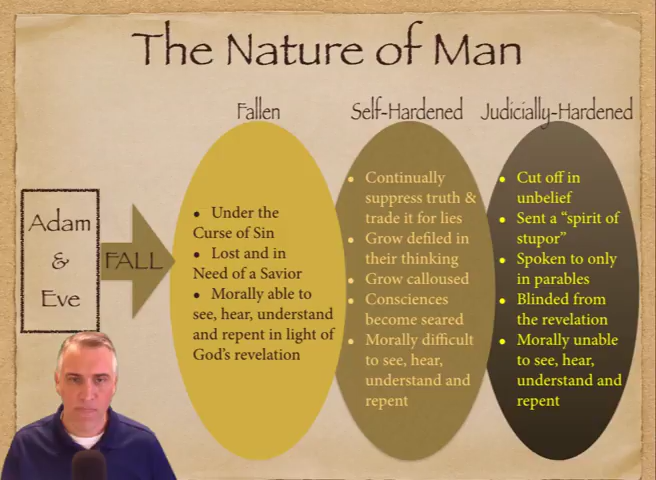 The Nature of Man
Fallen
Self-Hardened
Judicially-Hardened
Adam
&
Eve
FALL
• Under the
Curse of Sin
• Lost and in
Need of a Savior
• Morally able to
see, hear, understand
and repent in light of
God's revelation
• Continually
suppress truth &
trade it for lies
• Grow defiled in
their thinking
• Grow calloused
• Consciences
become seared
• Morally difficult
to see, hear,
understand and
repent
• Cut off in
unbelief
• Sent a “spirit of
stupor”
• Spoken to only
in parables
• Blinded from
the revelation
• Morally unable
to see, hear,
understand and
repent